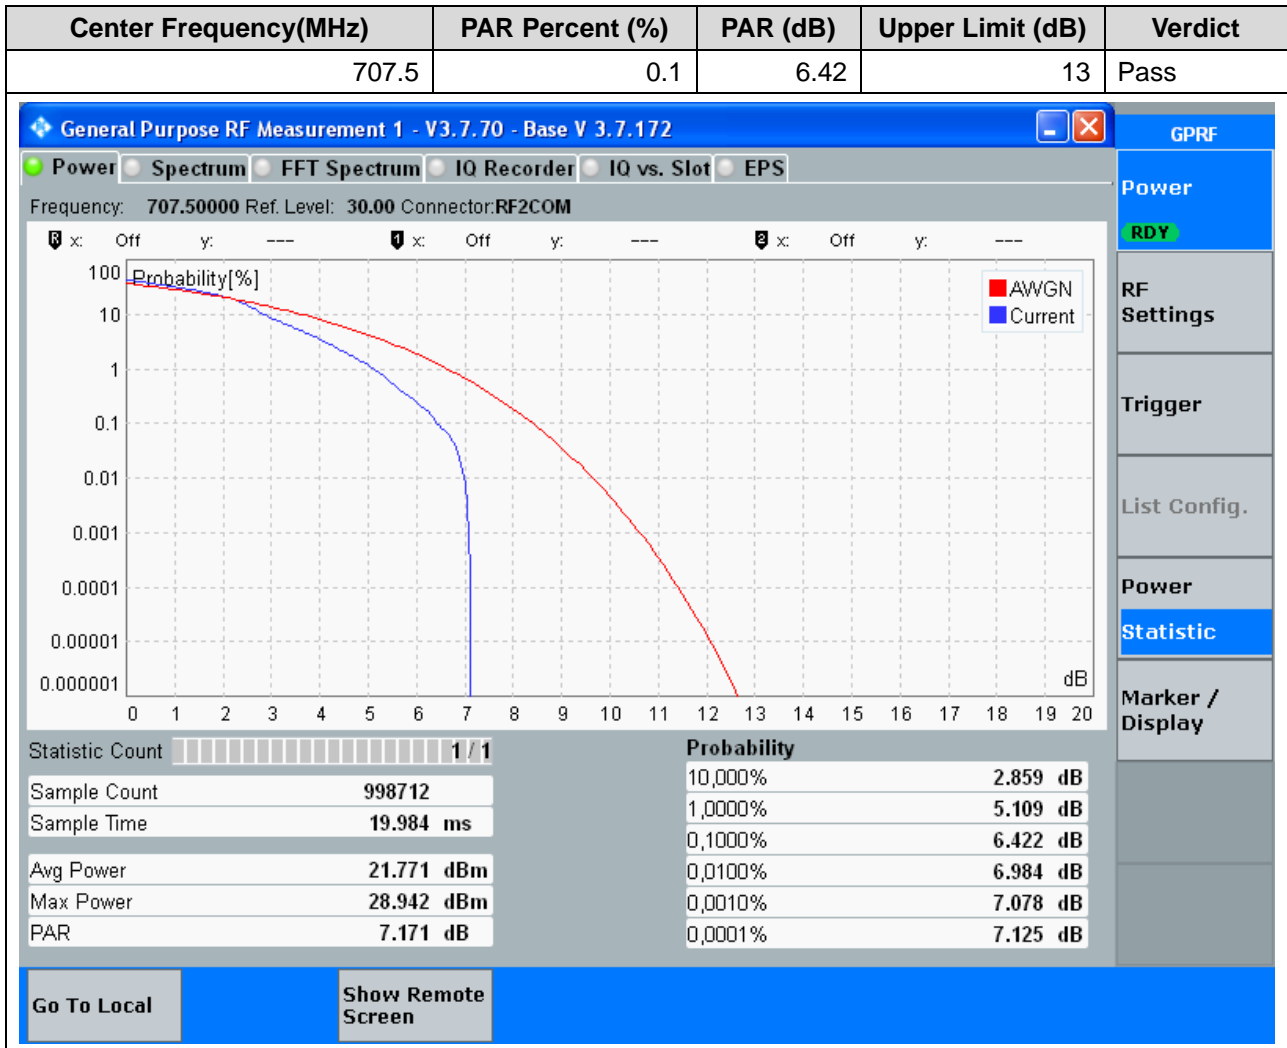 Center Frequency(MHz) PAR Percent (%) PAR (dB) Upper Limit (dB) Verdict
707.5 0.1 6.42 13 Pass
General Purpose RF Measurement 1 - V3.7.70 - Base V 3.7.172
Power Spectrum FFT Spectrum IQ Recorder IQ vs. Slot EPS
Frequency: 707.50000 Ref. Level: 30.00 Connector:RF2COM
R x: Off y: --- 1 x: Off y: --- 2 x: Off y: ---
Probability[%]
AWGN
Current
100
10
1
0.1
0.01
0.001
0.0001
0.00001
0.000001
dB
0 1 2 3 4 5 6 7 8 9 10 11 12 13 14 15 16 17 18 19 20
Statistic Count 1 / 1
Sample Count 998712
Sample Time 19.984 ms
Avg Power 21.771 dBm
Max Power 28.942 dBm
PAR 7.171 dB
Probability
10,000% 2.859 dB
1,0000% 5.109 dB
0,1000% 6.422 dB
0,0100% 6.984 dB
0,0010% 7.078 dB
0,0001% 7.125 dB
GPRF
Power
RDY
RF
Settings
Trigger
List Config.
Power
Statistic
Marker /
Display
Go To Local
Show Remote
Screen